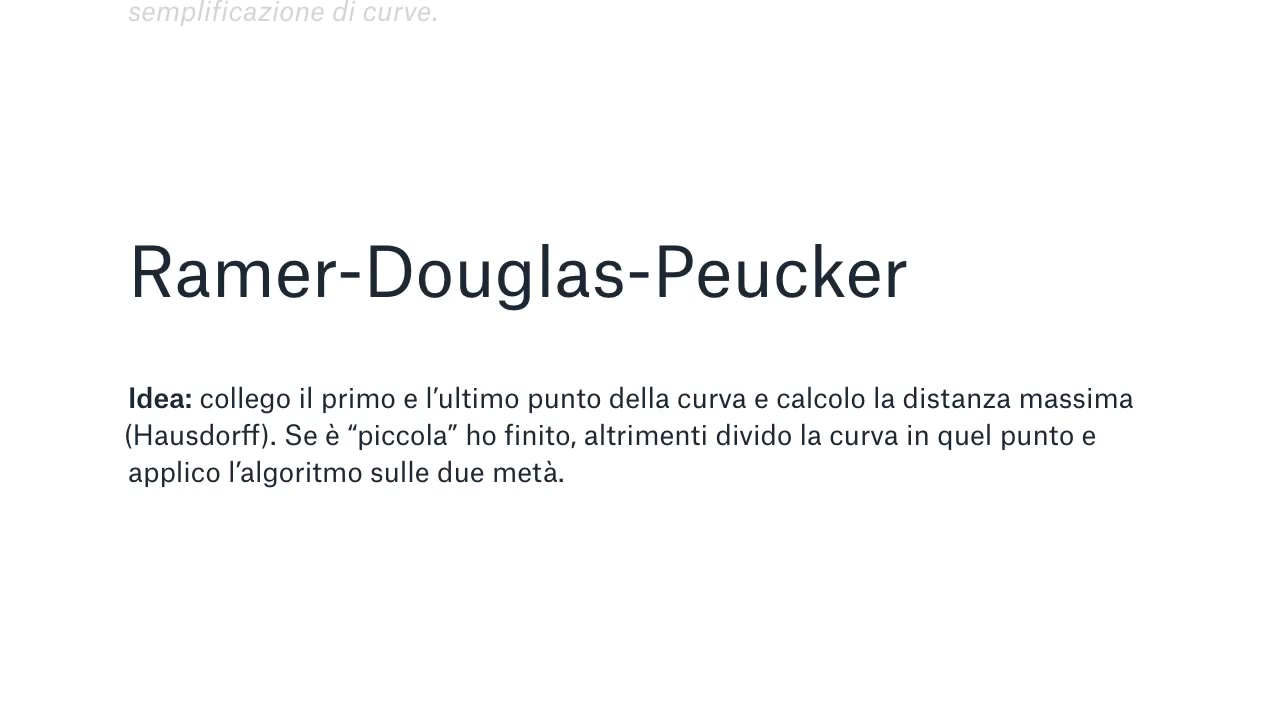 semplificazione di curve.
Ramer-Douglas-Peucker
Idea: collego il primo e l’ultimo punto della curva e calcolo la distanza massima
(Hausdorff). Se è “piccola” ho finito, altrimenti divido la curva in quel punto e
applico l’algoritmo sulle due metà.